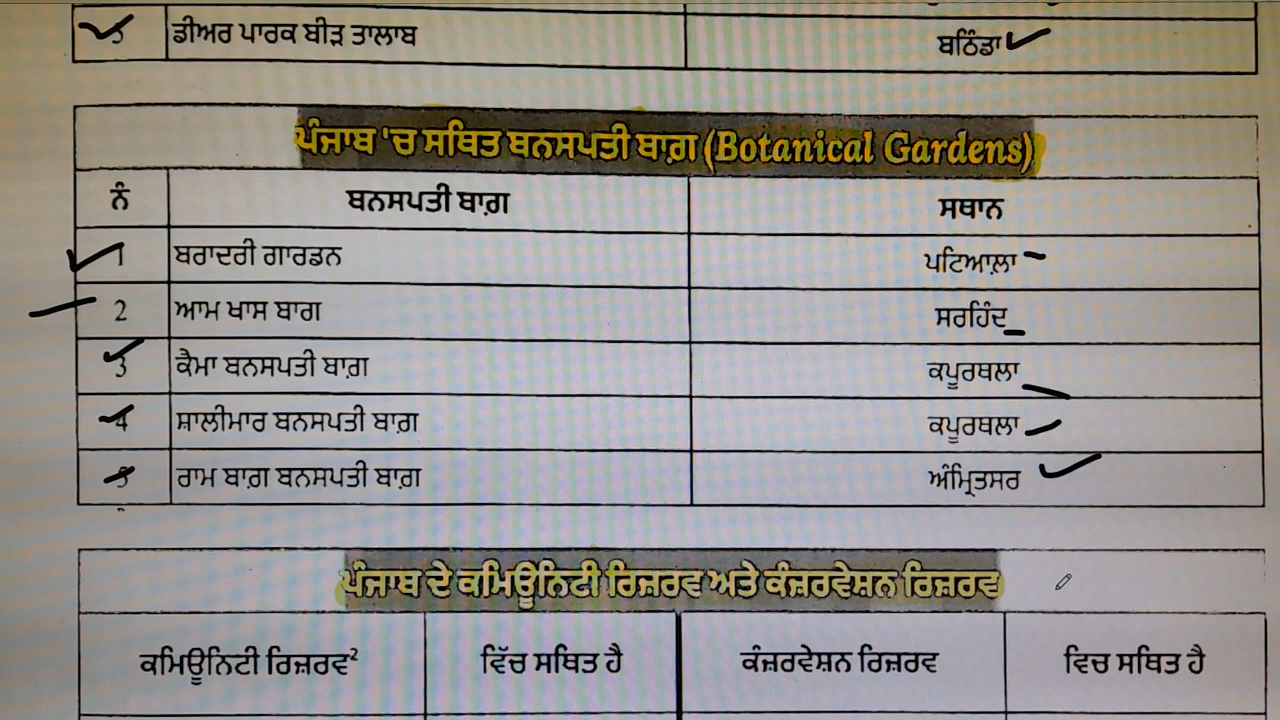 5 ਡੀਅਰ ਪਾਰਕ ਬੀੜ ਤਾਲਾਬ ਬਠਿੰਡਾ
ਪੰਜਾਬ 'ਚ ਸਥਿਤ ਬਨਸਪਤੀ ਬਾਗ਼ (Botanical Gardens)
ਨੰ ਬਨਸਪਤੀ ਬਾਗ਼ ਸਥਾਨ
1 ਬਰਾਦਰੀ ਗਾਰਡਨ ਪਟਿਆਲਾ
2 ਆਮ ਖਾਸ ਬਾਗ ਸਰਹਿੰਦ
3 ਕੈਮਾ ਬਨਸਪਤੀ ਬਾਗ਼ ਕਪੂਰਥਲਾ
4 ਸ਼ਾਲੀਮਾਰ ਬਨਸਪਤੀ ਬਾਗ਼ ਕਪੂਰਥਲਾ
5 ਰਾਮ ਬਾਗ਼ ਬਨਸਪਤੀ ਬਾਗ਼ ਅੰਮ੍ਰਿਤਸਰ
ਪੰਜਾਬ ਦੇ ਕਮਿਊਨਿਟੀ ਰਿਜ਼ਰਵ ਅਤੇ ਕੰਜ਼ਰਵੇਸ਼ਨ ਰਿਜ਼ਰਵ
ਕਮਿਊਨਿਟੀ ਰਿਜ਼ਰਵ² ਵਿੱਚ ਸਥਿਤ ਹੈ ਕੰਜ਼ਰਵੇਸ਼ਨ ਰਿਜ਼ਰਵ ਵਿਚ ਸਥਿਤ ਹੈ